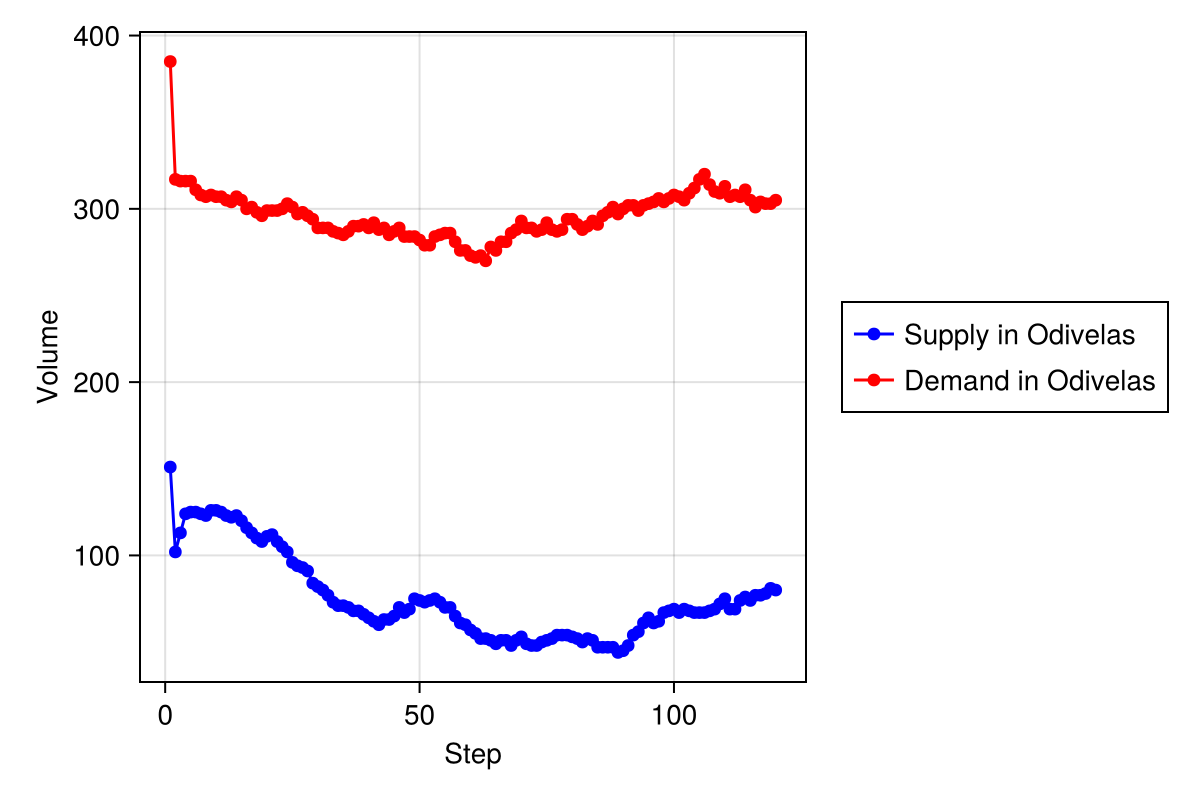 400
300
200
100
Volume
0 50 100
Step
Supply in Odivelas
Demand in Odivelas